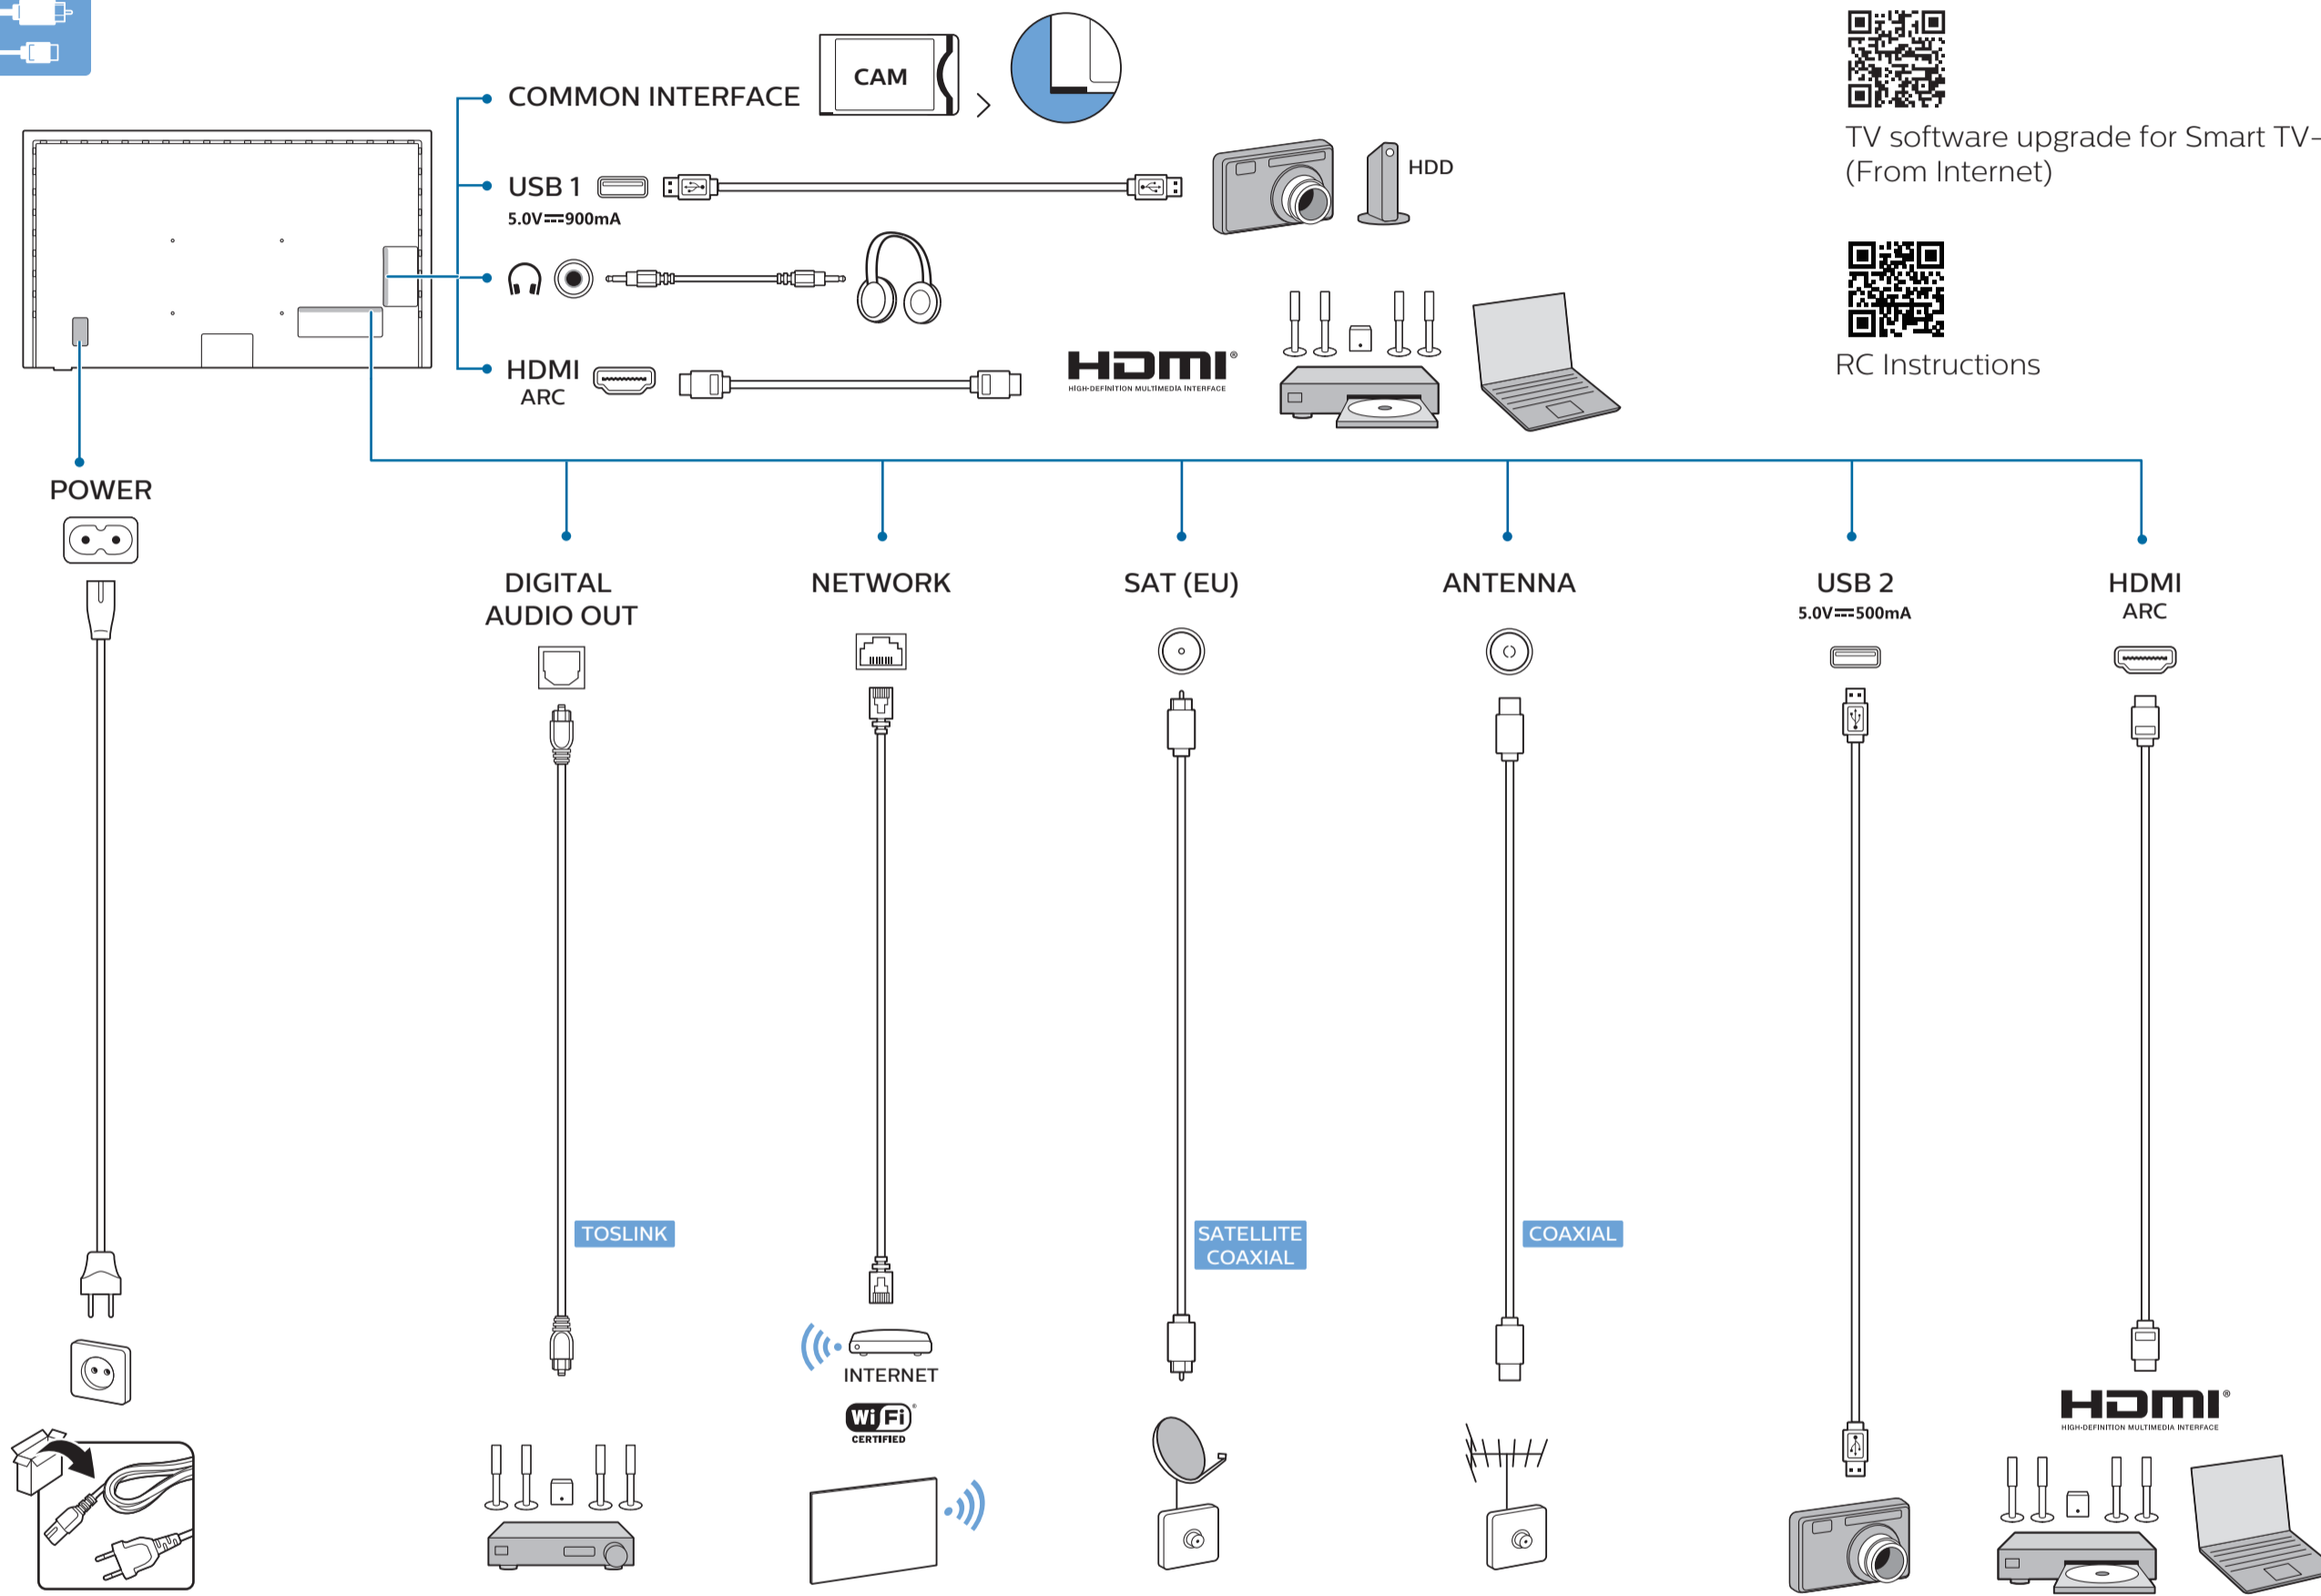 COMMON INTERFACE
CAM
TV software upgrade for Smart TV-
(From Internet)
USB 1
5.0V⎓900mA
HDD
RC Instructions
HDMI
ARC
HDMI®
HIGH-DEFINITION MULTIMEDIA INTERFACE
POWER
DIGITAL
AUDIO OUT
NETWORK
SAT (EU)
ANTENNA
USB 2
5.0V⎓500mA
HDMI
ARC
TOSLINK
SATELLITE
COAXIAL
COAXIAL
INTERNET
Wi Fi®
CERTIFIED
HDMI®
HIGH-DEFINITION MULTIMEDIA INTERFACE